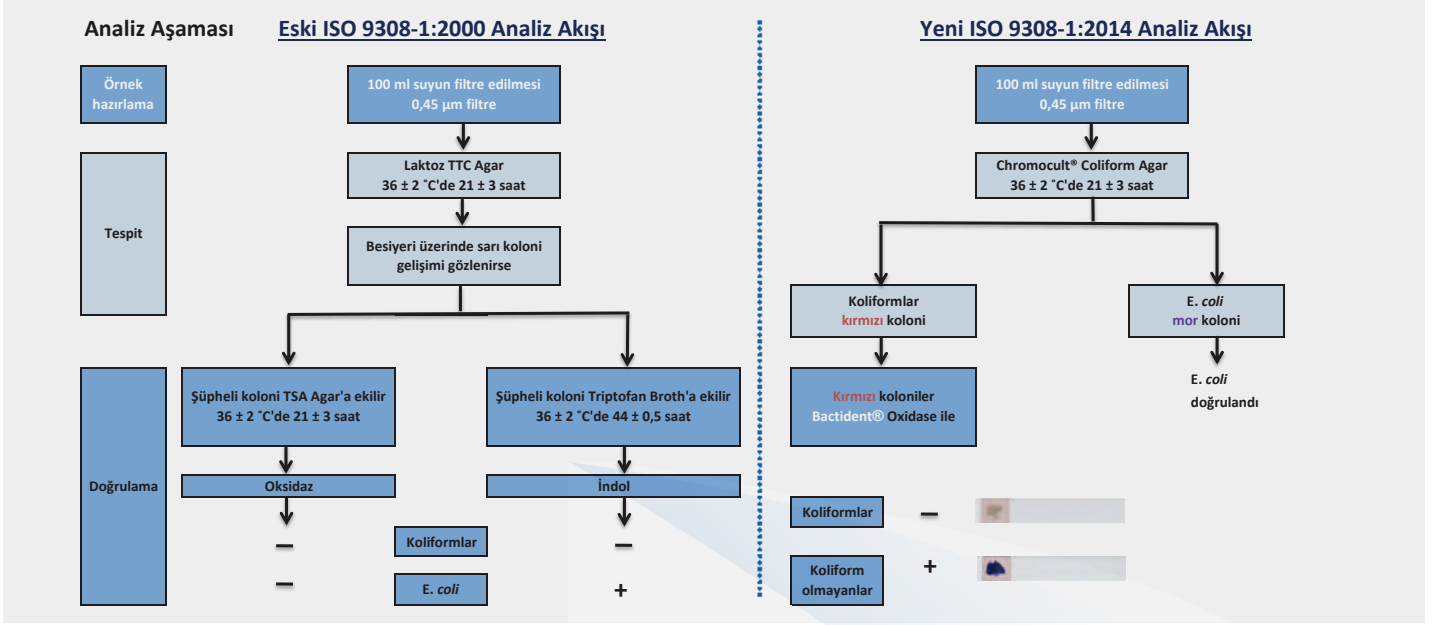 Analiz Aşaması
Eski ISO 9308-1:2000 Analiz Akışı
Örnek
hazırlama
100 ml suyun filtre edilmesi
0,45 µm filtre
Tespit
Laktoz TTC Agar
36 ± 2 ˚C'de 21 ± 3 saat
Besiyeri üzerinde sarı koloni
gelişimi gözlenirse
Doğrulama
Şüpheli koloni TSA Agar'a ekilir
36 ± 2 ˚C'de 21 ± 3 saat
Şüpheli koloni Triptofan Broth'a ekilir
36 ± 2 ˚C'de 44 ± 0,5 saat
Oksidaz
İndol
–
Koliformlar
–
–
E. coli
+
Yeni ISO 9308-1:2014 Analiz Akışı
100 ml suyun filtre edilmesi
0,45 µm filtre
Chromocult® Coliform Agar
36 ± 2 ˚C'de 21 ± 3 saat
Koliformlar
kırmızı koloni
E. coli
mor koloni
Kırmızı koloniler
Bactident® Oxidase ile
E. coli
doğrulandı
Koliformlar
–
Koliform
olmayanlar
+